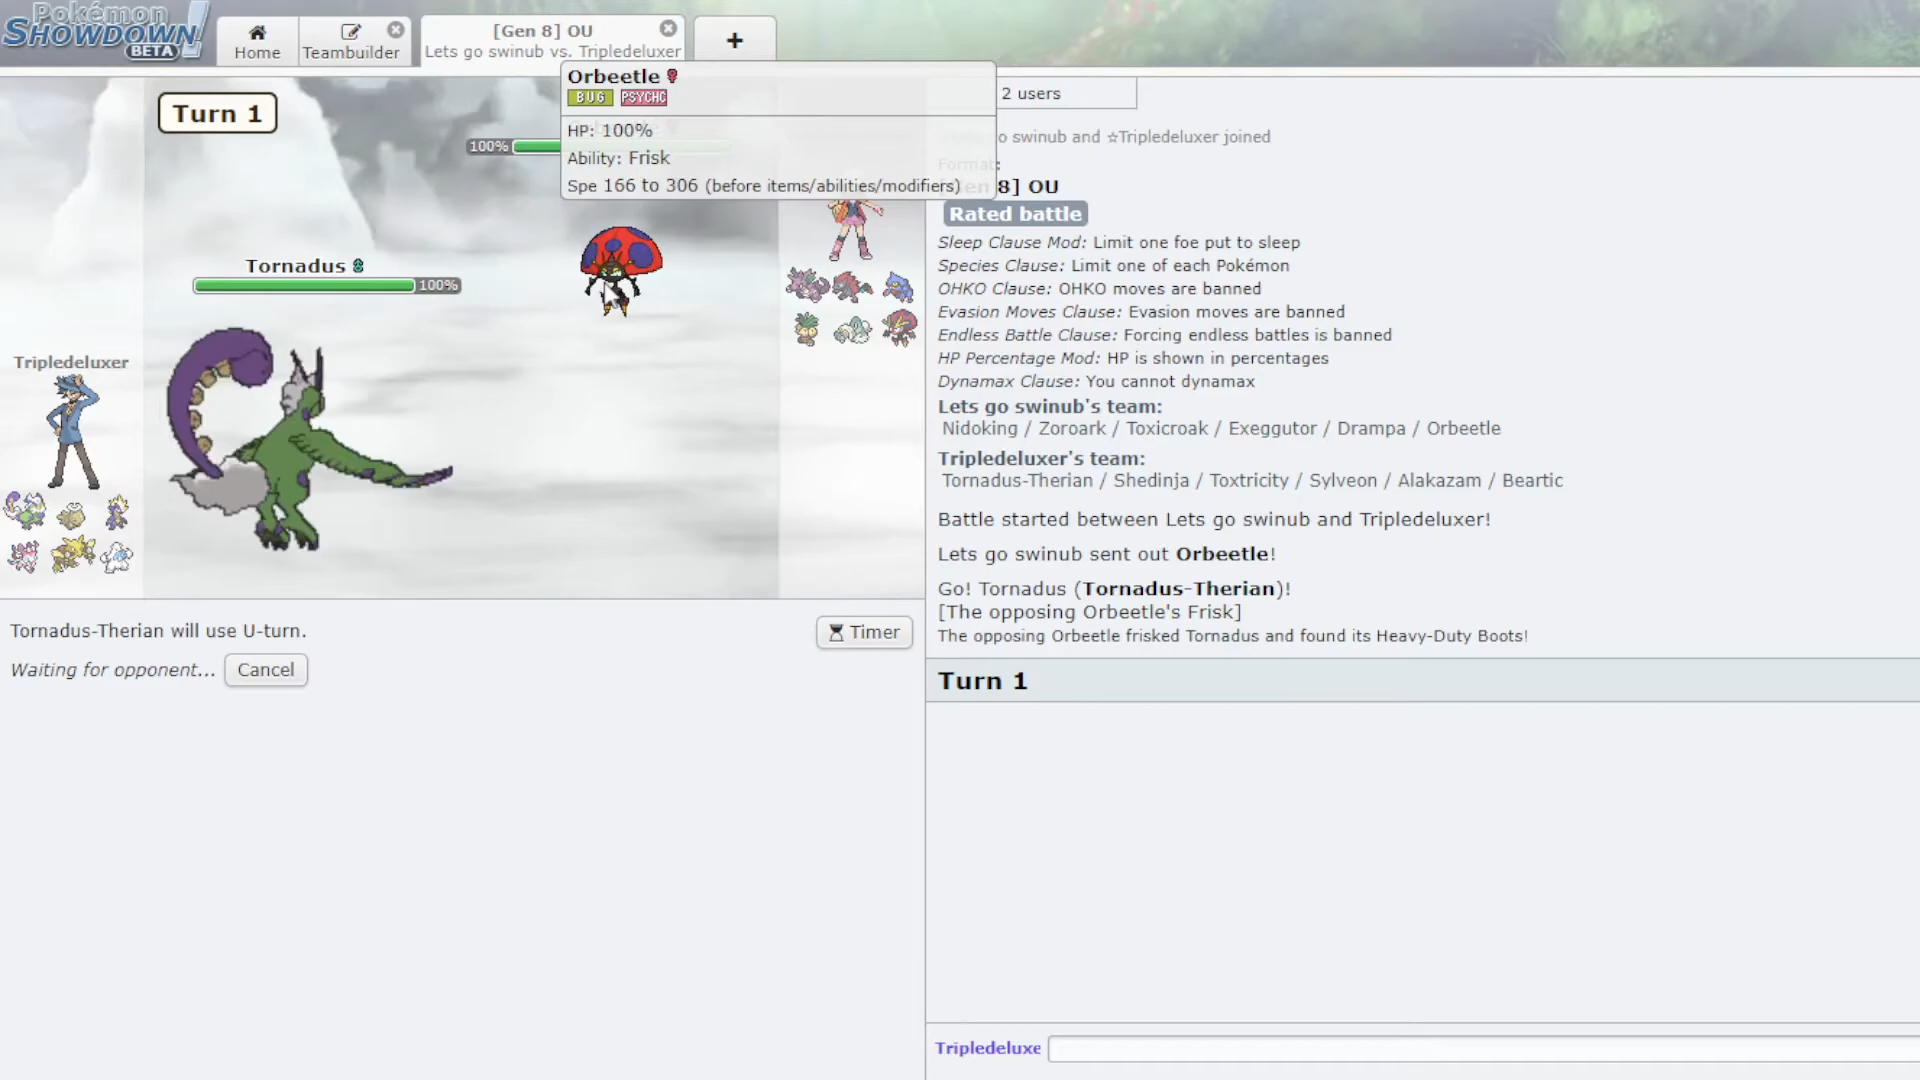 Pokémon
SHOWDOWN!
BETA
Home
Teambuilder
[Gen 8] OU
Lets go swinub vs. Tripledeluxer
+
Orbeetle
BUG PSYCHC
HP: 100%
Ability: Frisk
Spe 166 to 306 (before items/abilities/modifiers)
Turn 1
100%
Tornadus
100%
Tripledeluxer
2 users
o swinub and ☆Tripledeluxer joined
Format:
8] OU
Rated battle
Sleep Clause Mod: Limit one foe put to sleep
Species Clause: Limit one of each Pokémon
OHKO Clause: OHKO moves are banned
Evasion Moves Clause: Evasion moves are banned
Endless Battle Clause: Forcing endless battles is banned
HP Percentage Mod: HP is shown in percentages
Dynamax Clause: You cannot dynamax
Lets go swinub's team:
Nidoking / Zoroark / Toxicroak / Exeggutor / Drampa / Orbeetle
Tripledeluxer's team:
Tornadus-Therian / Shedinja / Toxtricity / Sylveon / Alakazam / Beartic
Battle started between Lets go swinub and Tripledeluxer!
Lets go swinub sent out Orbeetle!
Go! Tornadus (Tornadus-Therian)!
[The opposing Orbeetle's Frisk]
The opposing Orbeetle frisked Tornadus and found its Heavy-Duty Boots!
Turn 1
Tornadus-Therian will use U-turn.
Timer
Waiting for opponent... Cancel
Tripledeluxe